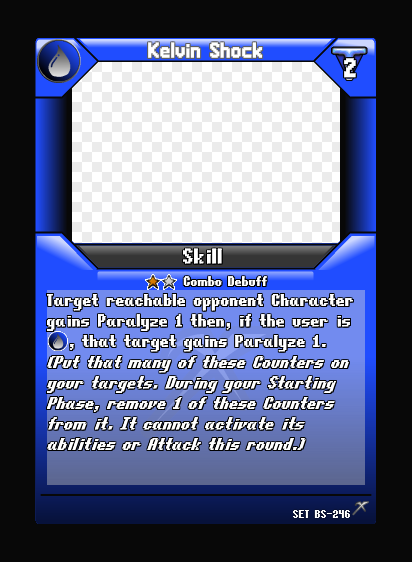 Kelvin Shock
2
Skill
Combo Debuff
Target reachable opponent Character
gains Paralyze 1 then, if the user is
, that target gains Paralyze 1.
(Put that many of these Counters on
your targets. During your Starting
Phase, remove 1 of these Counters
from it. It cannot activate its
abilities or Attack this round.)
SET BS-246